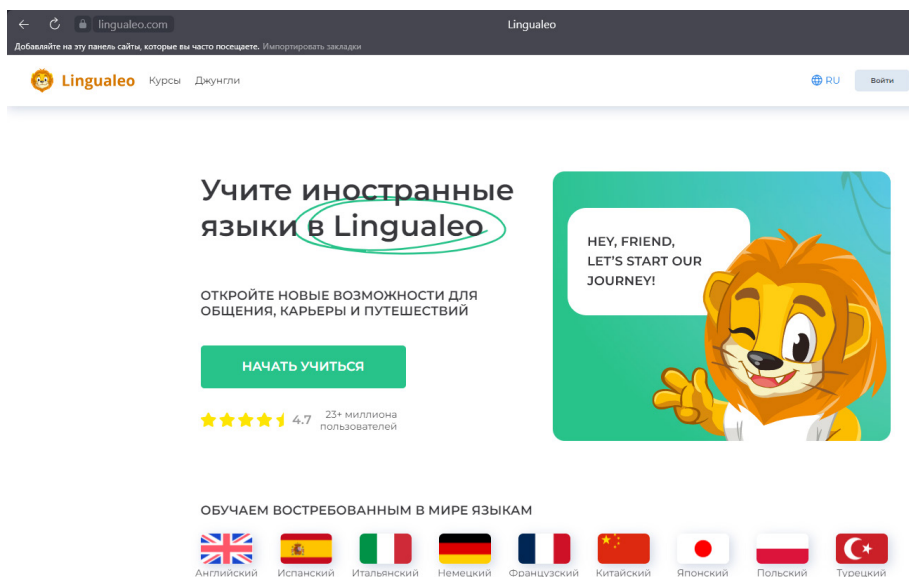 lingualeo.com
Lingualeo
Добавляйте на эту панель сайты, которые вы часто посещаете. Импортировать закладки
Lingualeo Курсы Джунгли RU Войти
Учите иностранные
языки в Lingualeo
HEY, FRIEND,
LET'S START OUR
JOURNEY!
ОТКРОЙТЕ НОВЫЕ ВОЗМОЖНОСТИ ДЛЯ
ОБЩЕНИЯ, КАРЬЕРЫ И ПУТЕШЕСТВИЙ
НАЧАТЬ УЧИТЬСЯ
4.7 23+ миллиона
пользователей
ОБУЧАЕМ ВОСТРЕБОВАННЫМ В МИРЕ ЯЗЫКАМ
Английский Испанский Итальянский Немецкий Французский Китайский Японский Польский Турецкий